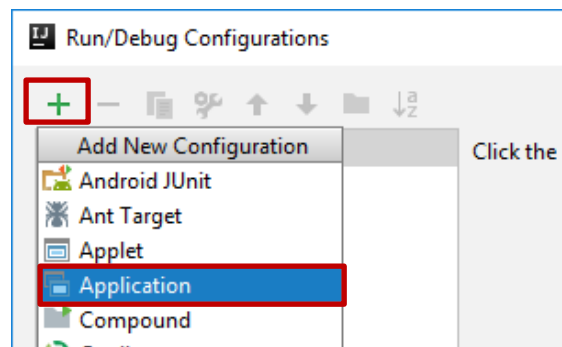 Run/Debug Configurations
Add New Configuration
Click the
Android JUnit
Ant Target
Applet
Application
Compound